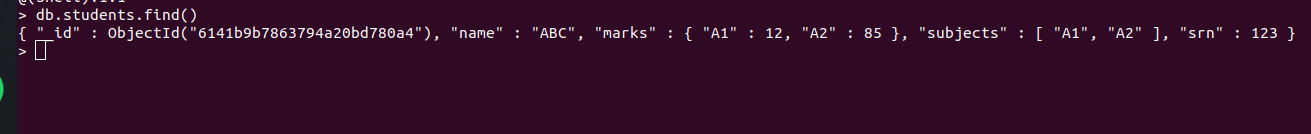 > db.students.find()
{ "_id" : ObjectId("6141b9b7863794a20bd780a4"), "name" : "ABC", "marks" : { "A1" : 12, "A2" : 85 }, "subjects" : [ "A1", "A2" ], "srn" : 123 }
>